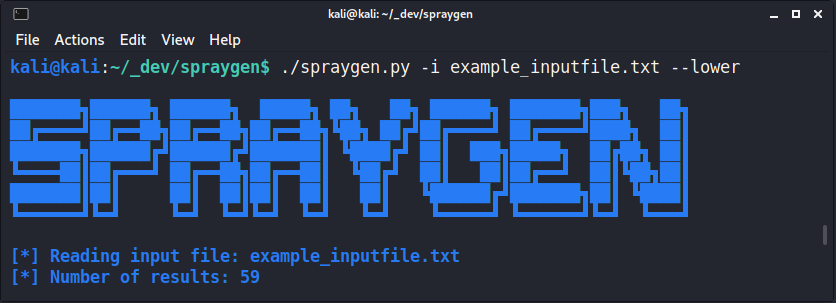 kali@kali: ~/_dev/spraygen
File Actions Edit View Help
kali@kali:~/_dev/spraygen$ ./spraygen.py -i example_inputfile.txt --lower
SPRAYGEN
[*] Reading input file: example_inputfile.txt
[*] Number of results: 59